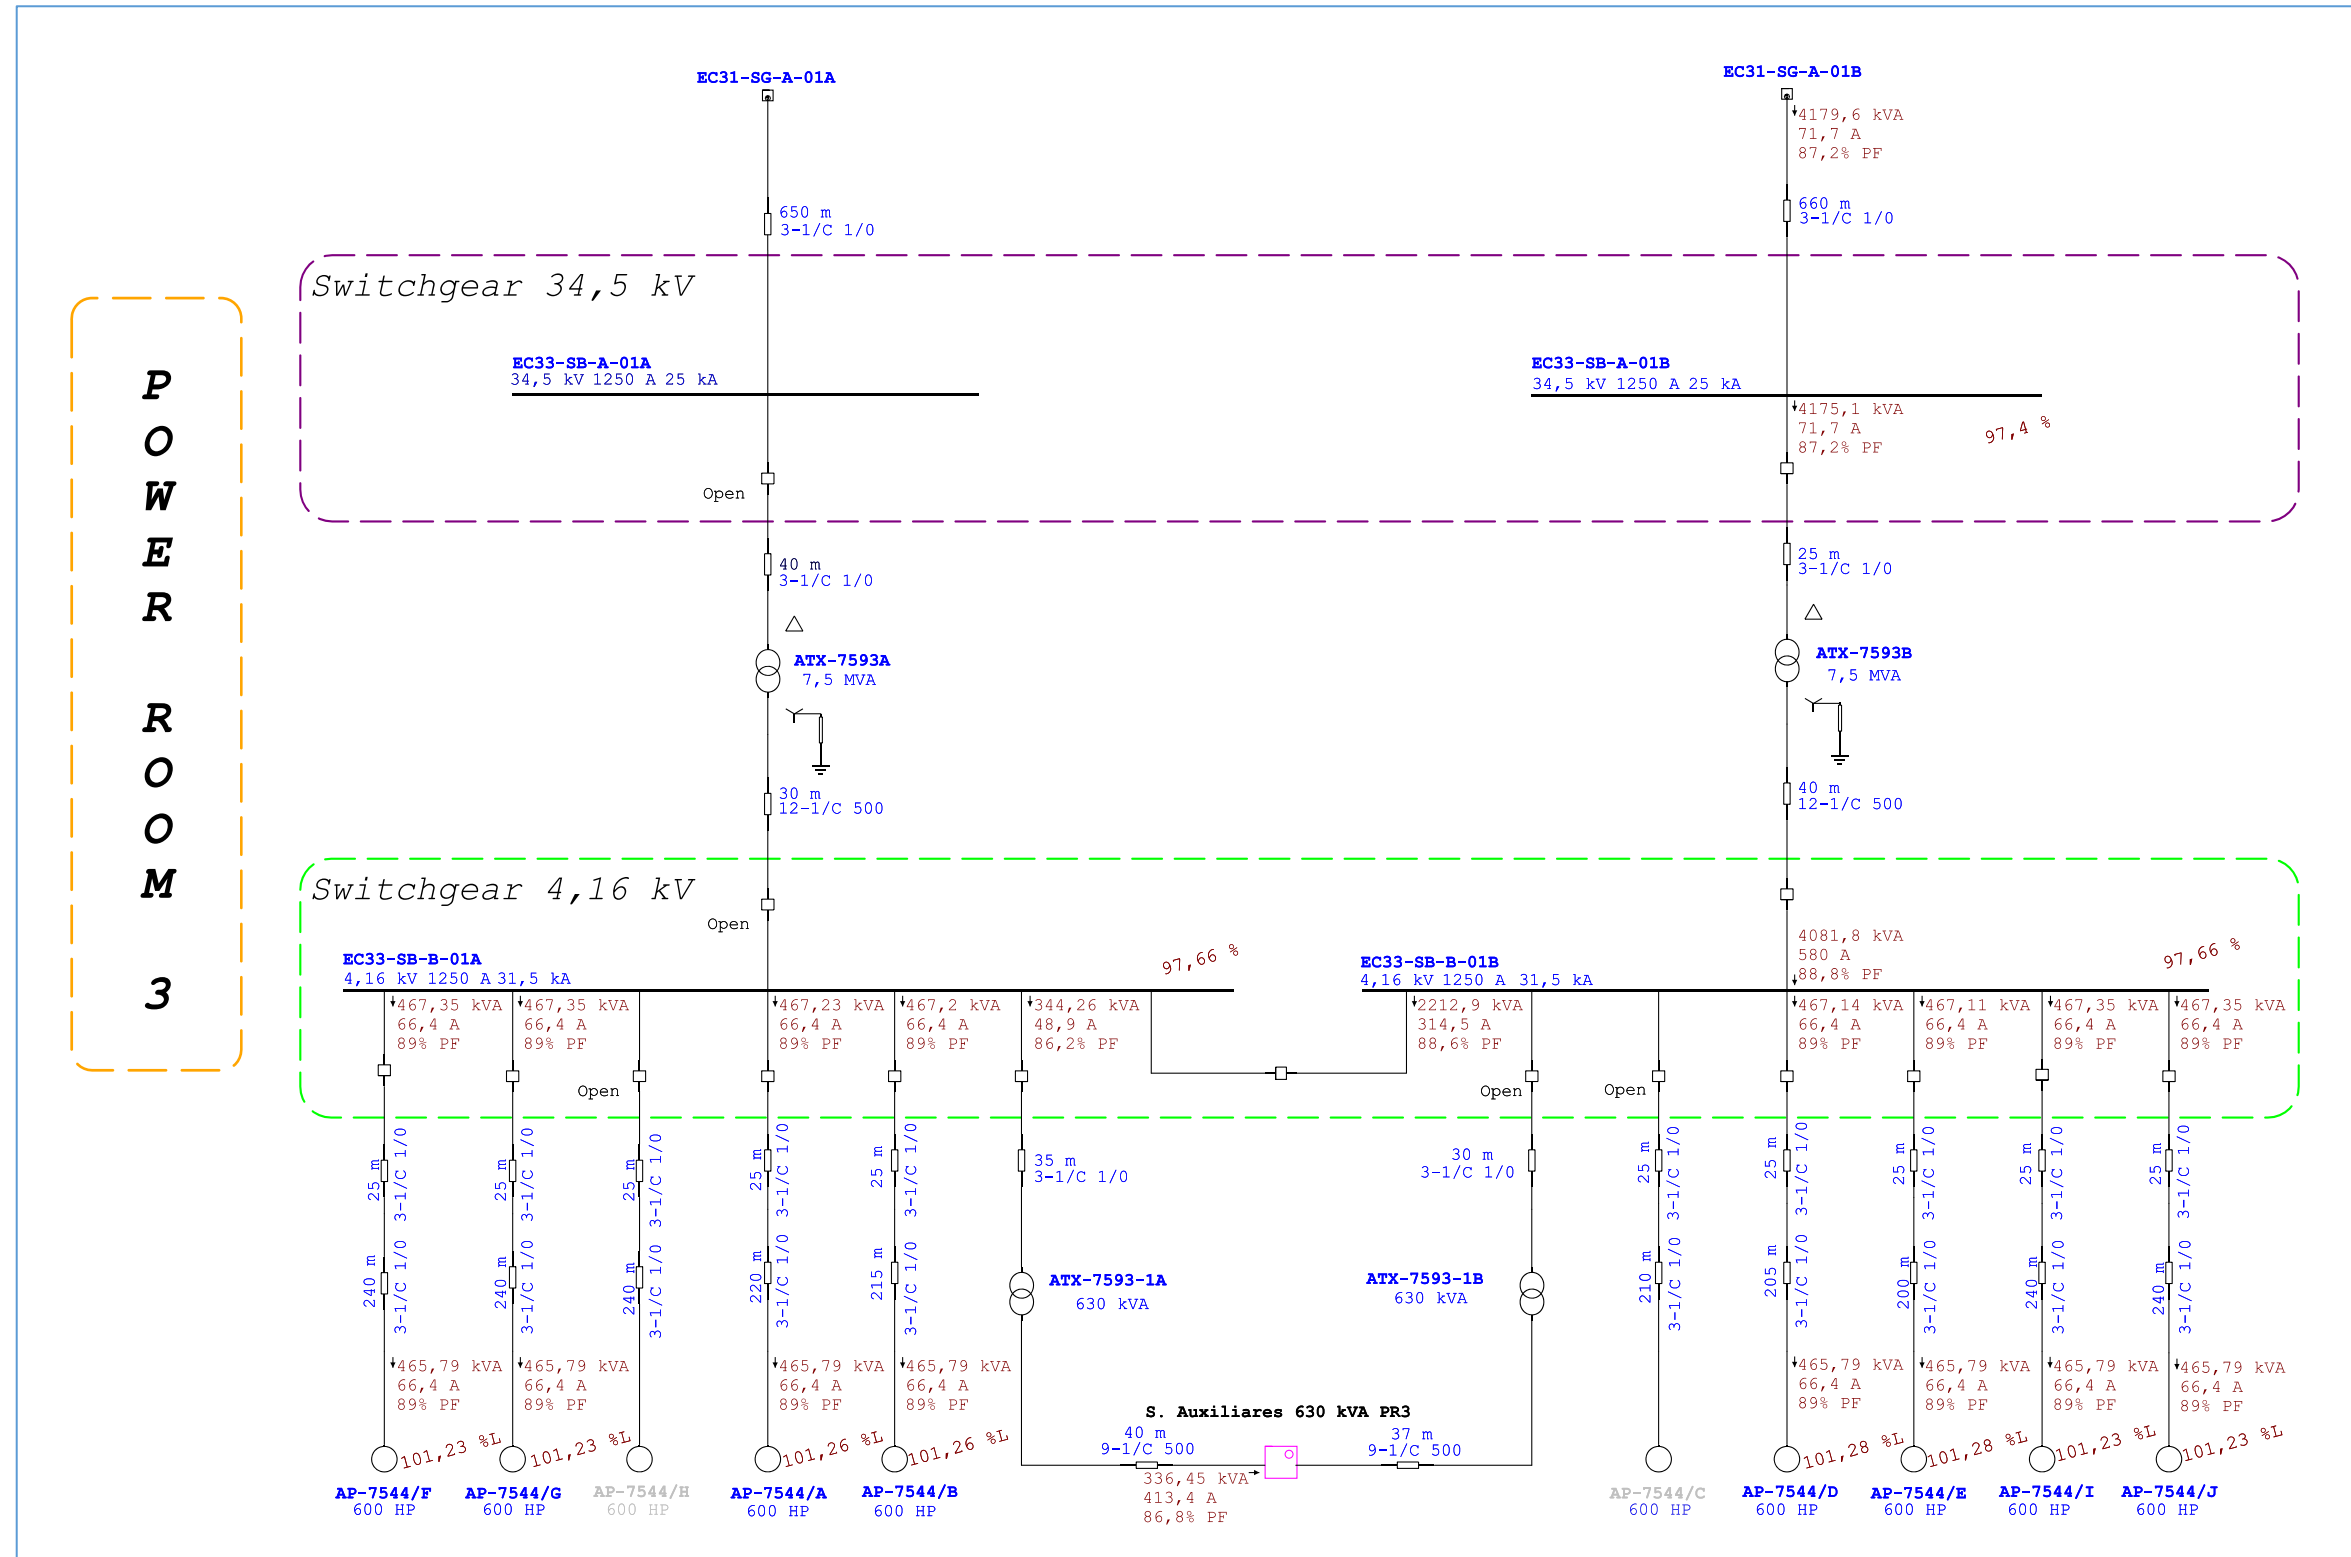 EC31-SG-A-01A
EC31-SG-A-01B
4179,6 kVA
71,7 A
87,2% PF
650 m
3-1/C 1/0
660 m
3-1/C 1/0
POWER ROOM 3
Switchgear 34,5 kV
EC33-SB-A-01A
34,5 kV 1250 A 25 kA
EC33-SB-A-01B
34,5 kV 1250 A 25 kA
4175,1 kVA
71,7 A
87,2% PF
97,4 %
Open
40 m
3-1/C 1/0
25 m
3-1/C 1/0
ATX-7593A
7,5 MVA
ATX-7593B
7,5 MVA
30 m
12-1/C 500
40 m
12-1/C 500
Switchgear 4,16 kV
Open
EC33-SB-B-01A
4,16 kV 1250 A 31,5 kA
97,66 %
EC33-SB-B-01B
4,16 kV 1250 A 31,5 kA
4081,8 kVA
580 A
88,8% PF
97,66 %
467,35 kVA
66,4 A
89% PF
467,35 kVA
66,4 A
89% PF
467,23 kVA
66,4 A
89% PF
467,2 kVA
66,4 A
89% PF
344,26 kVA
48,9 A
86,2% PF
2212,9 kVA
314,5 A
88,6% PF
467,14 kVA
66,4 A
89% PF
467,11 kVA
66,4 A
89% PF
467,35 kVA
66,4 A
89% PF
467,35 kVA
66,4 A
89% PF
Open
Open
Open
25 m
3-1/C 1/0
25 m
3-1/C 1/0
25 m
3-1/C 1/0
25 m
3-1/C 1/0
25 m
3-1/C 1/0
35 m
3-1/C 1/0
30 m
3-1/C 1/0
25 m
3-1/C 1/0
25 m
3-1/C 1/0
25 m
3-1/C 1/0
25 m
3-1/C 1/0
25 m
3-1/C 1/0
240 m
3-1/C 1/0
240 m
3-1/C 1/0
240 m
3-1/C 1/0
220 m
3-1/C 1/0
215 m
3-1/C 1/0
ATX-7593-1A
630 kVA
ATX-7593-1B
630 kVA
210 m
3-1/C 1/0
205 m
3-1/C 1/0
200 m
3-1/C 1/0
240 m
3-1/C 1/0
240 m
3-1/C 1/0
465,79 kVA
66,4 A
89% PF
465,79 kVA
66,4 A
89% PF
465,79 kVA
66,4 A
89% PF
465,79 kVA
66,4 A
89% PF
465,79 kVA
66,4 A
89% PF
465,79 kVA
66,4 A
89% PF
465,79 kVA
66,4 A
89% PF
465,79 kVA
66,4 A
89% PF
S. Auxiliares 630 kVA PR3
40 m
9-1/C 500
37 m
9-1/C 500
336,45 kVA
413,4 A
86,8% PF
101,23 %L
101,23 %L
101,26 %L
101,26 %L
101,28 %L
101,28 %L
101,23 %L
101,23 %L
AP-7544/F
600 HP
AP-7544/G
600 HP
AP-7544/H
600 HP
AP-7544/A
600 HP
AP-7544/B
600 HP
AP-7544/C
600 HP
AP-7544/D
600 HP
AP-7544/E
600 HP
AP-7544/I
600 HP
AP-7544/J
600 HP